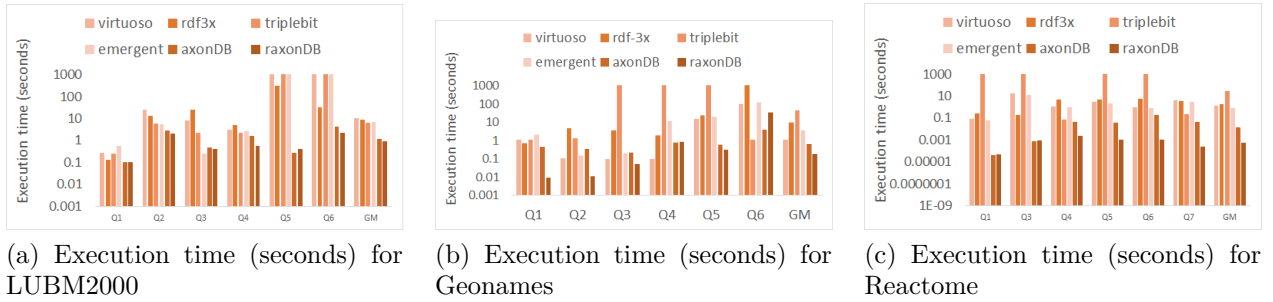 virtuoso rdf3x triplebit
emergent axonDB raxonDB
Execution time (seconds)
1000
100
10
1
0.1
0.01
0.001
Q1 Q2 Q3 Q4 Q5 Q6 GM
(a) Execution time (seconds) for
LUBM2000
virtuoso rdf-3x triplebit
emergent axonDB raxonDB
Execution time (seconds)
1000
100
10
1
0.1
0.01
0.001
Q1 Q2 Q3 Q4 Q5 Q6 GM
(b) Execution time (seconds) for
Geonames
virtuoso rdf3x triplebit
emergent axonDB raxonDB
Execution time (seconds)
1000
10
0.1
0.001
0.00001
0.0000001
1E-09
Q1 Q3 Q4 Q5 Q6 Q7 GM
(c) Execution time (seconds) for
Reactome